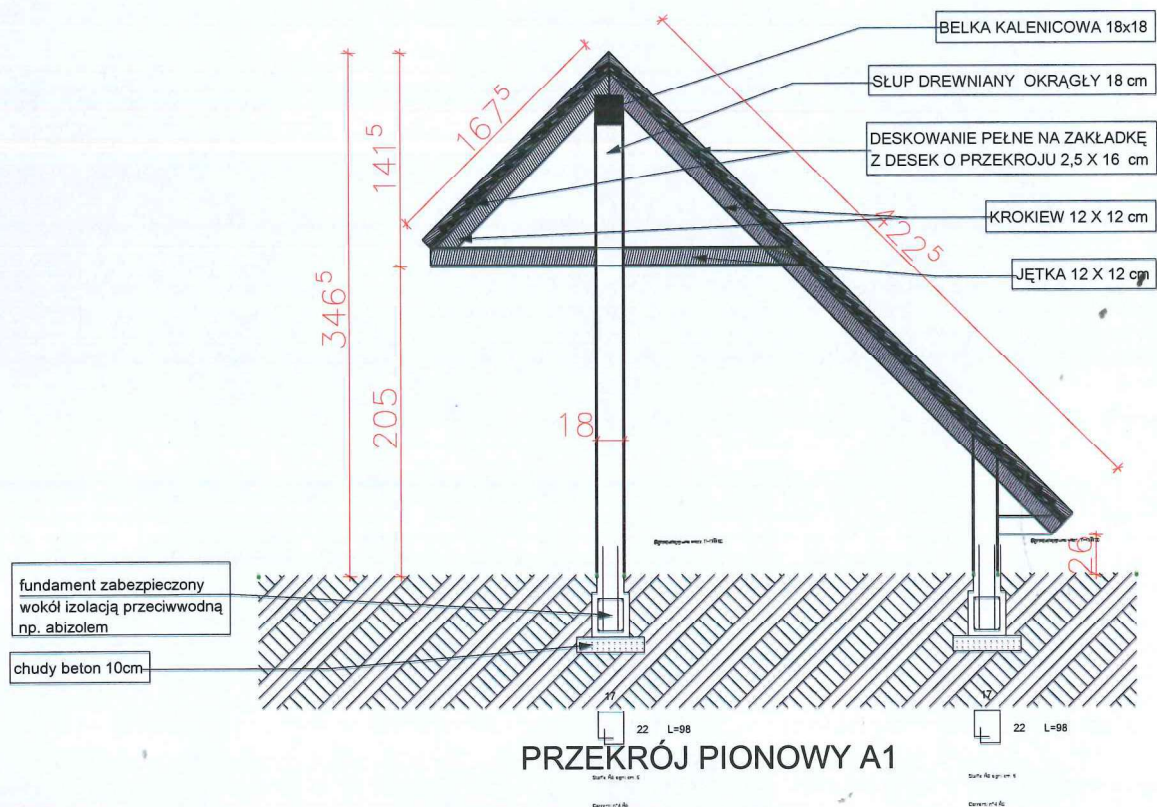 BELKA KALENICOWA 18x18
SŁUP DREWNIANY OKRĄGŁY 18 cm
DESKOWANIE PEŁNE NA ZAKŁADKĘ
Z DESEK O PRZEKROJU 2,5 X 16 cm
KROKIEW 12 X 12 cm
JĘTKA 12 X 12 cm
167⁵
141⁵
422⁵
346⁵
205
18
26
fundament zabezpieczony
wokół izolacją przeciwwodną
np. abizolem
chudy beton 10cm
17
22 L=98
17
22 L=98
PRZEKRÓJ PIONOWY A1